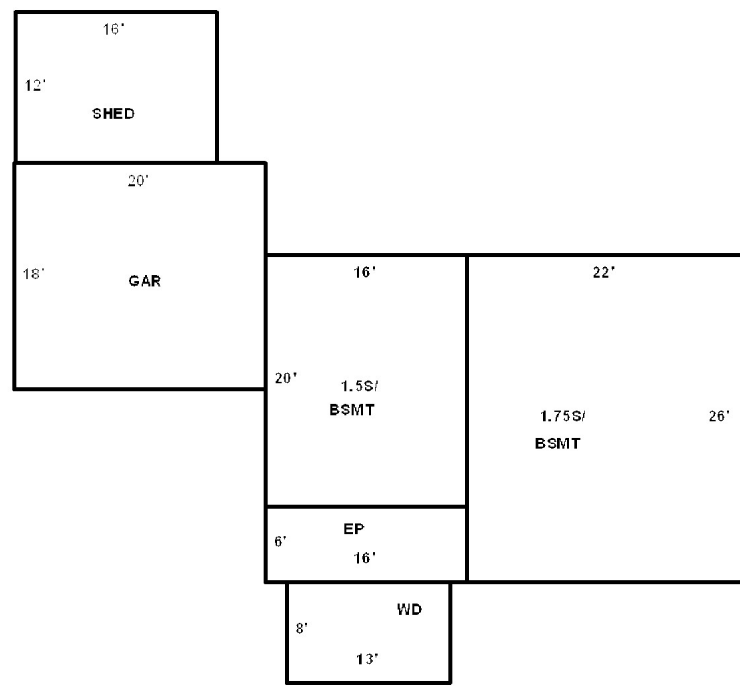 16'
12'
SHED
20'
18'
GAR
16'
22'
20'
1.5S/
BSMT
1.75S/
BSMT
26'
EP
6'
16'
WD
8'
13'